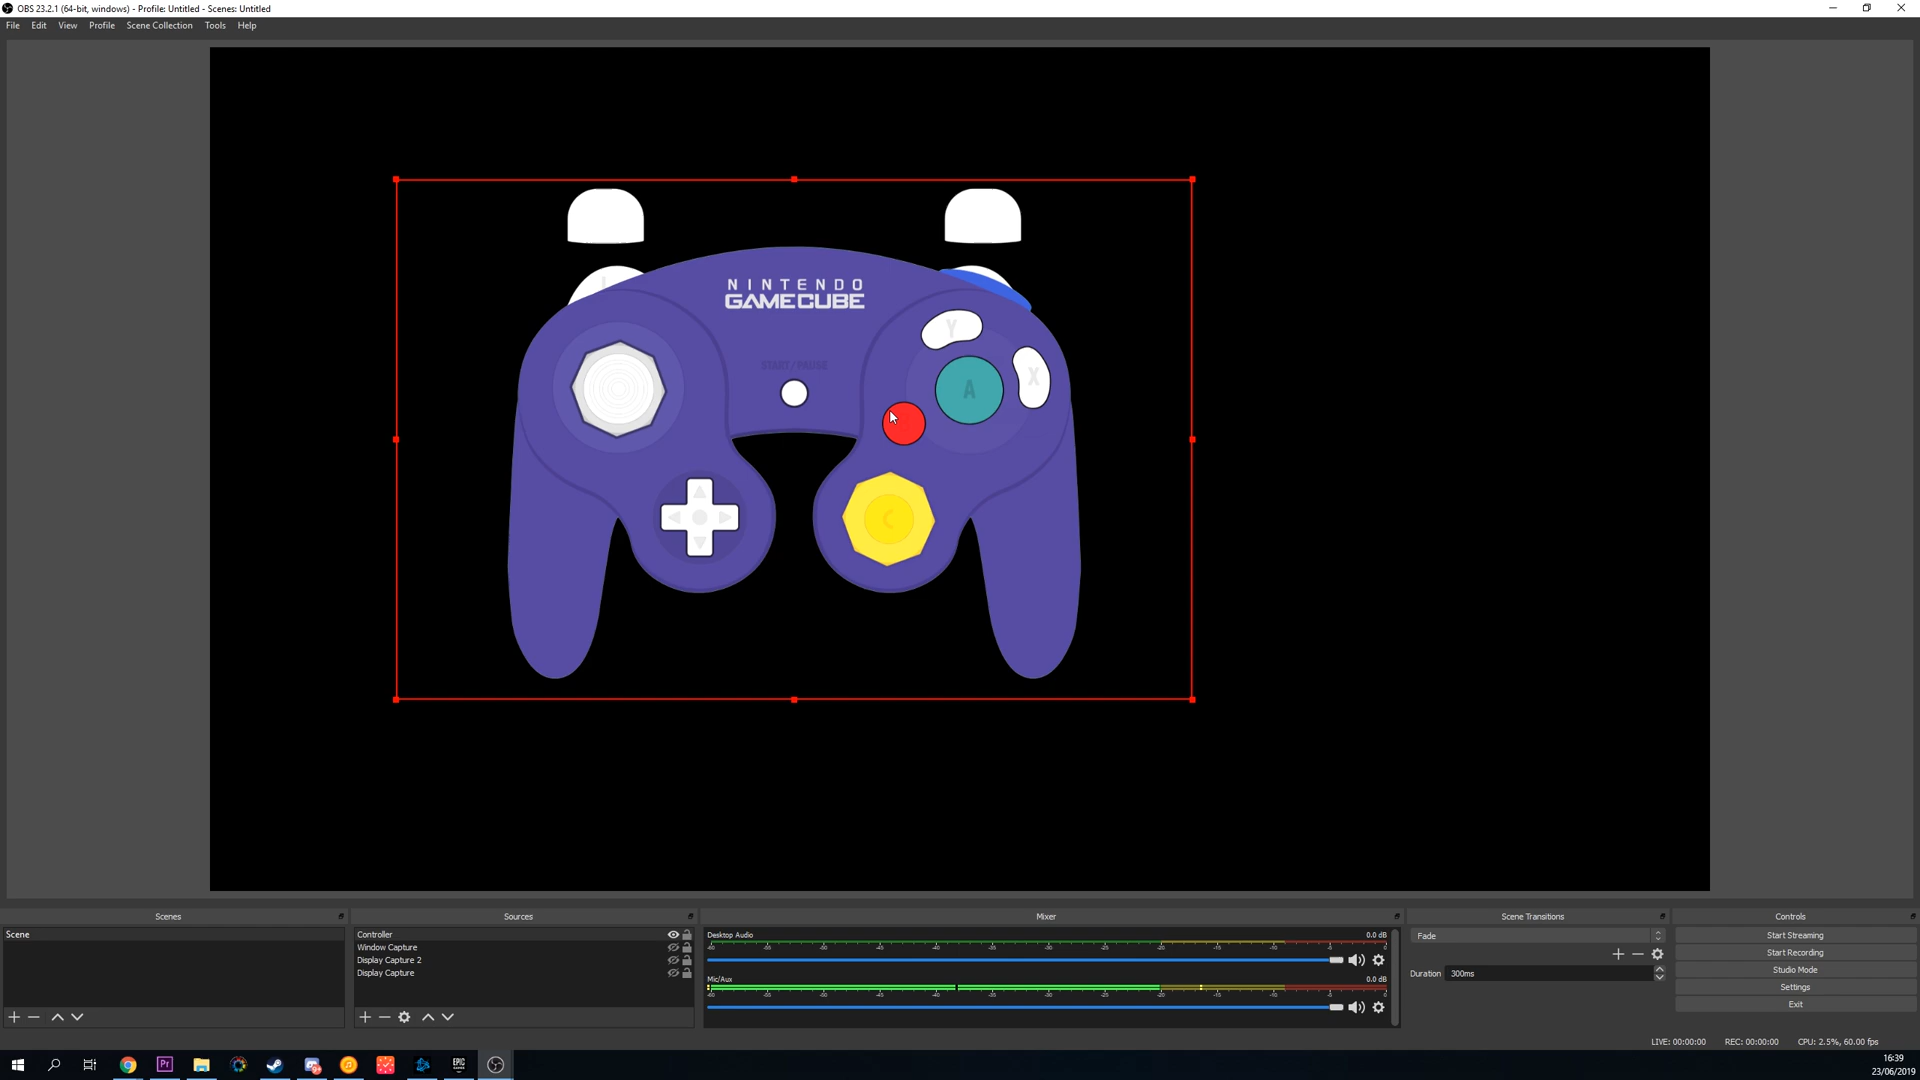 OBS 23.2.1 (64-bit, windows) - Profile: Untitled - Scenes: Untitled
File Edit View Profile Scene Collection Tools Help
NINTENDO
GAMECUBE
START/PAUSE
Y
X
A
C
Scenes
Sources
Mixer
Scene Transitions
Controls
Scene
Controller
Window Capture
Display Capture 2
Display Capture
Desktop Audio 0.0 dB
Mic/Aux 0.0 dB
Fade
Duration 300ms
Start Streaming
Start Recording
Studio Mode
Settings
Exit
LIVE: 00:00:00 REC: 00:00:00 CPU: 2.5%, 60.00 fps
Pr
EPIC
16:39
23/06/2019